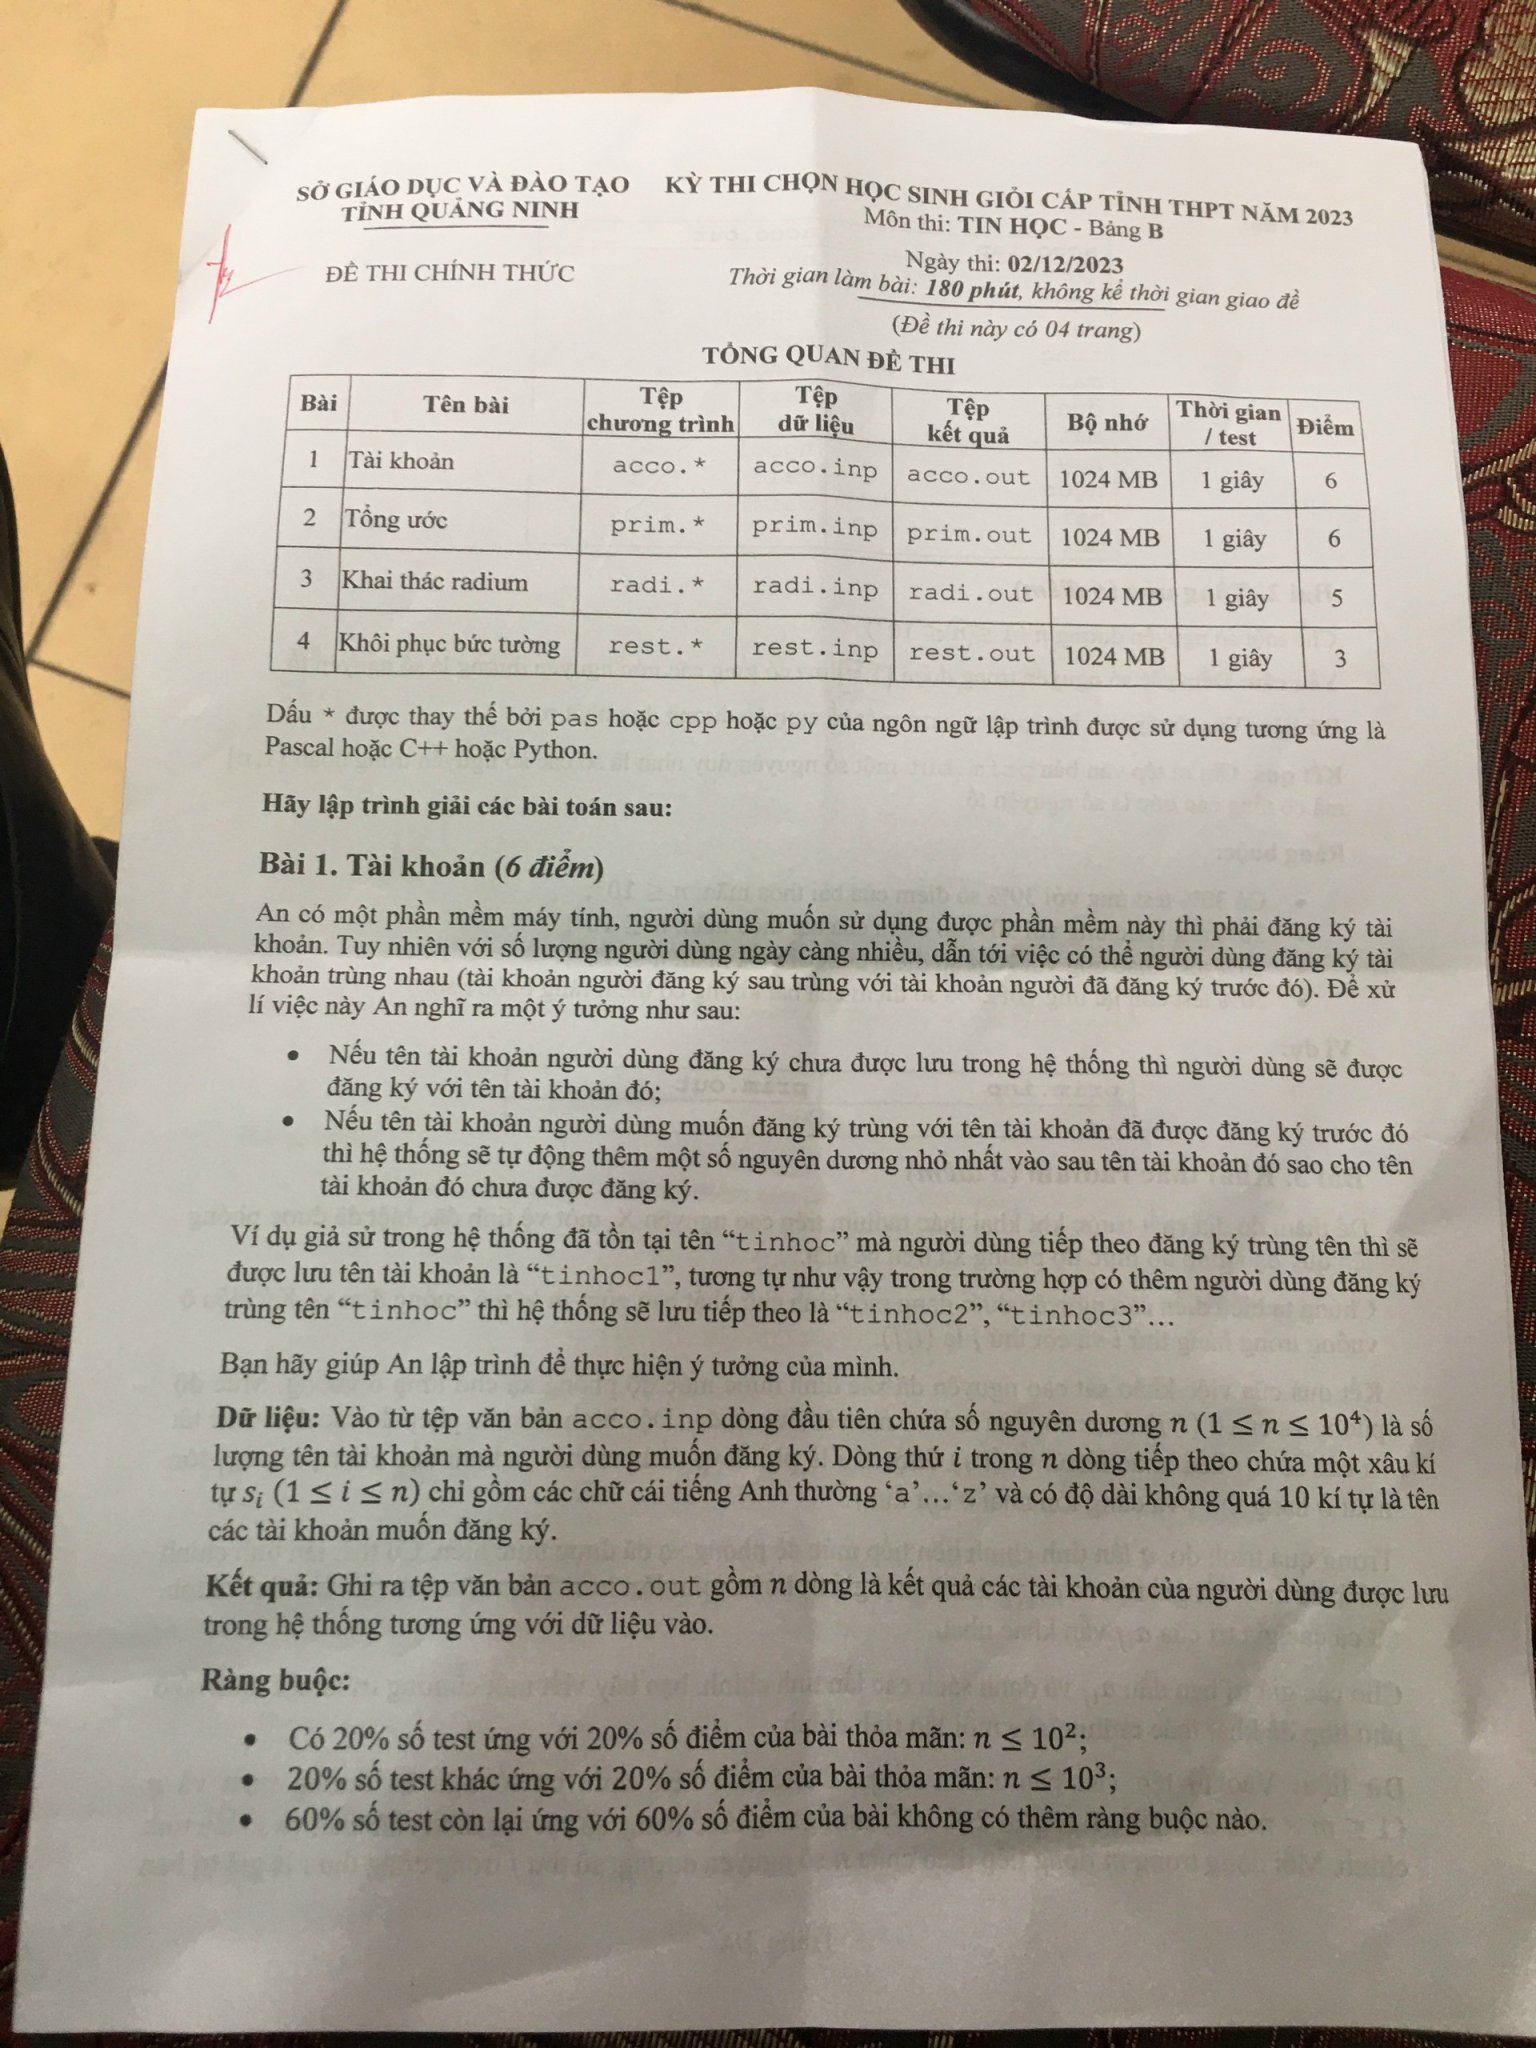 SỞ GIÁO DỤC VÀ ĐÀO TẠO
TỈNH QUẢNG NINH
ĐỀ THI CHÍNH THỨC
KỲ THI CHỌN HỌC SINH GIỎI CẤP TỈNH THPT NĂM 2023
Môn thi: TIN HỌC - Bảng B
Ngày thi: 02/12/2023
Thời gian làm bài: 180 phút, không kể thời gian giao đề
(Đề thi này có 04 trang)
TỔNG QUAN ĐỀ THI
Bài Tên bài Tệp chương trình Tệp dữ liệu Tệp kết quả Bộ nhớ Thời gian / test Điểm
1 Tài khoản acco.* acco.inp acco.out 1024 MB 1 giây 6
2 Tổng ước prim.* prim.inp prim.out 1024 MB 1 giây 6
3 Khai thác radium radi.* radi.inp radi.out 1024 MB 1 giây 5
4 Khôi phục bức tường rest.* rest.inp rest.out 1024 MB 1 giây 3
Dấu * được thay thế bởi pas hoặc cpp hoặc py của ngôn ngữ lập trình được sử dụng tương ứng là
Pascal hoặc C++ hoặc Python.
Hãy lập trình giải các bài toán sau:
Bài 1. Tài khoản (6 điểm)
An có một phần mềm máy tính, người dùng muốn sử dụng được phần mềm này thì phải đăng ký tài
khoản. Tuy nhiên với số lượng người dùng ngày càng nhiều, dẫn tới việc có thể người dùng đăng ký tài
khoản trùng nhau (tài khoản người đăng ký sau trùng với tài khoản người đã đăng ký trước đó). Để xử
lí việc này An nghĩ ra một ý tưởng như sau:
• Nếu tên tài khoản người dùng đăng ký chưa được lưu trong hệ thống thì người dùng sẽ được
đăng ký với tên tài khoản đó;
• Nếu tên tài khoản người dùng muốn đăng ký trùng với tên tài khoản đã được đăng ký trước đó
thì hệ thống sẽ tự động thêm một số nguyên dương nhỏ nhất vào sau tên tài khoản đó sao cho tên
tài khoản đó chưa được đăng ký.
Ví dụ giả sử trong hệ thống đã tồn tại tên “tinhoc” mà người dùng tiếp theo đăng ký trùng tên thì sẽ
được lưu tên tài khoản là “tinhoc1”, tương tự như vậy trong trường hợp có thêm người dùng đăng ký
trùng tên “tinhoc” thì hệ thống sẽ lưu tiếp theo là “tinhoc2”, “tinhoc3”...
Bạn hãy giúp An lập trình để thực hiện ý tưởng của mình.
Dữ liệu: Vào từ tệp văn bản acco.inp dòng đầu tiên chứa số nguyên dương n (1 ≤ n ≤ 10⁴) là số
lượng tên tài khoản mà người dùng muốn đăng ký. Dòng thứ i trong n dòng tiếp theo chứa một xâu kí
tự sᵢ (1 ≤ i ≤ n) chỉ gồm các chữ cái tiếng Anh thường ‘a’...‘z’ và có độ dài không quá 10 kí tự là tên
các tài khoản muốn đăng ký.
Kết quả: Ghi ra tệp văn bản acco.out gồm n dòng là kết quả các tài khoản của người dùng được lưu
trong hệ thống tương ứng với dữ liệu vào.
Ràng buộc:
• Có 20% số test ứng với 20% số điểm của bài thỏa mãn: n ≤ 10²;
• 20% số test khác ứng với 20% số điểm của bài thỏa mãn: n ≤ 10³;
• 60% số test còn lại ứng với 60% số điểm của bài không có thêm ràng buộc nào.